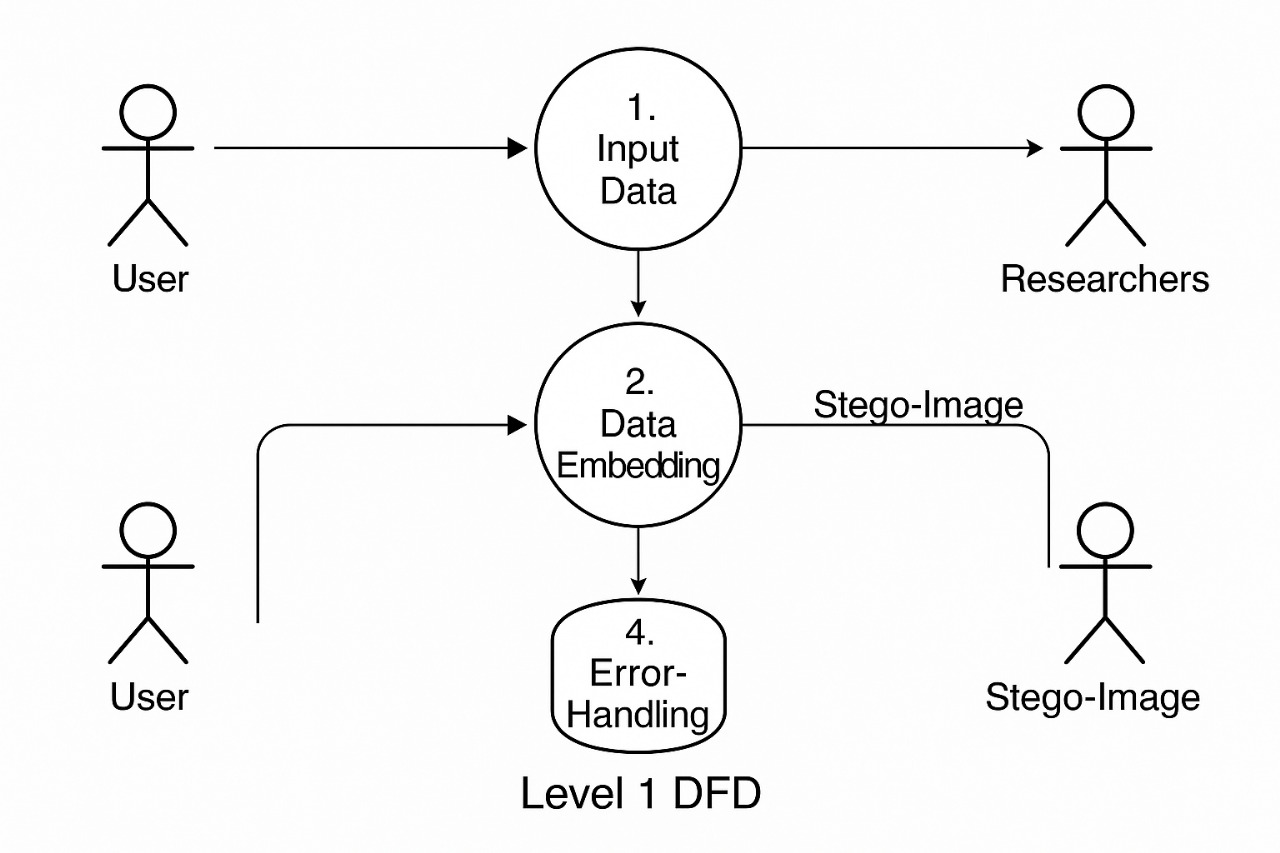 1.
Input
Data
User
Researchers
2.
Data
Embedding
Stego-Image
4.
Error-
Handling
User
Stego-Image
Level 1 DFD